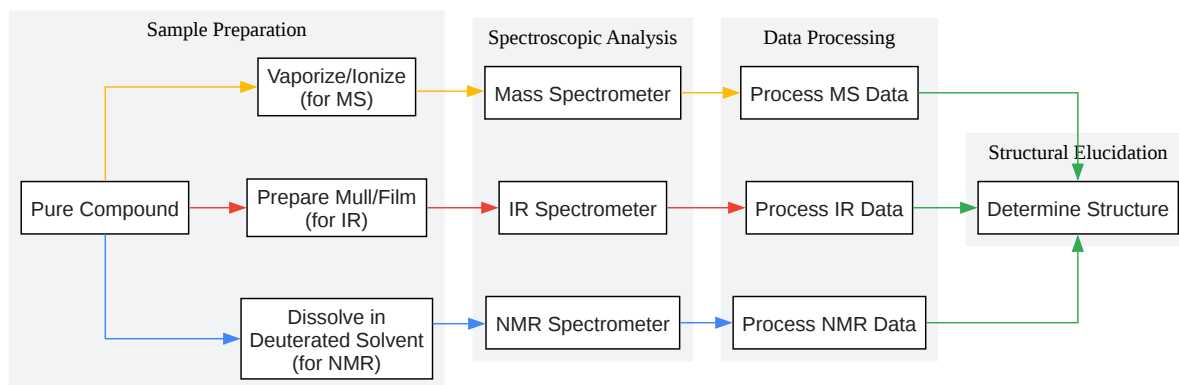 Sample Preparation
Spectroscopic Analysis
Data Processing
Vaporize/Ionize
(for MS)
Mass Spectrometer
Process MS Data
Structural Elucidation
Pure Compound
Prepare Mull/Film
(for IR)
IR Spectrometer
Process IR Data
Determine Structure
Dissolve in
Deuterated Solvent
(for NMR)
NMR Spectrometer
Process NMR Data